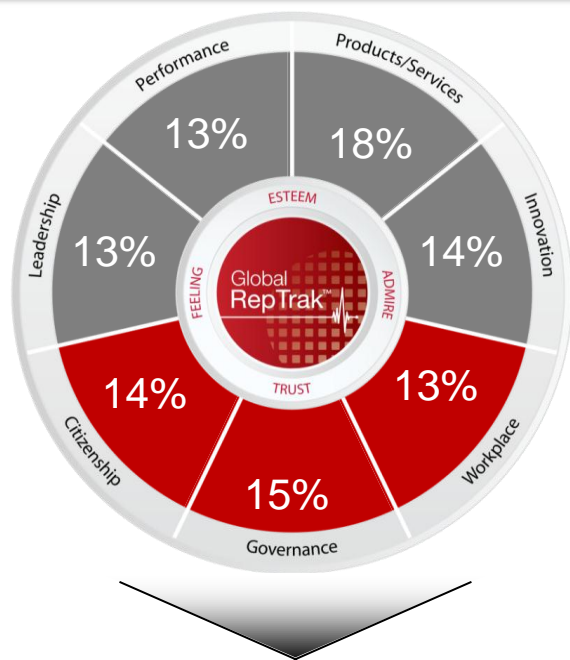 Performance
Products/Services
13%
18%
Leadership
Innovation
13%
14%
ESTEEM
FEELING
ADMIRE
Global
RepTrak™
TRUST
14%
13%
Citizenship
Workplace
15%
Governance